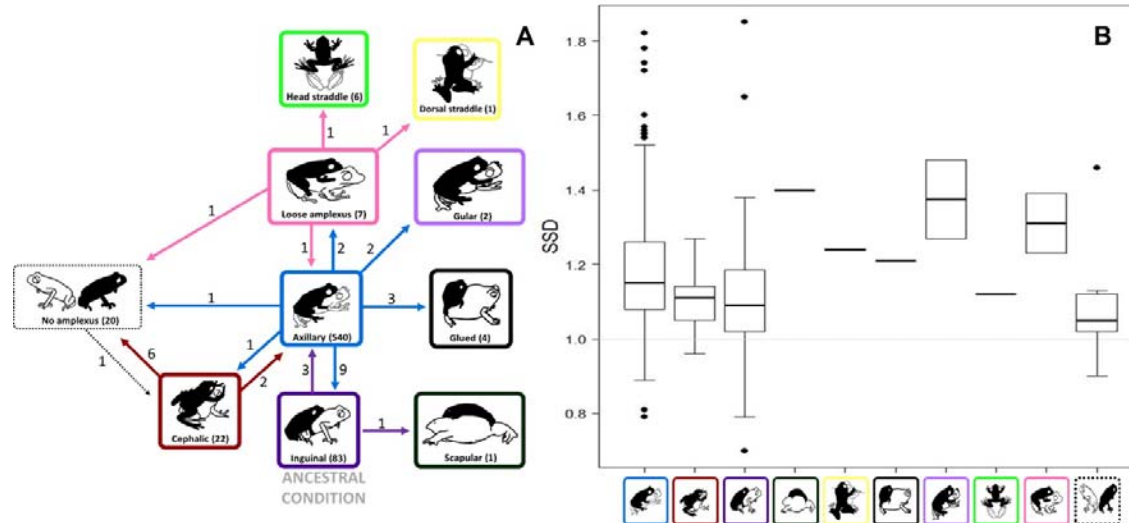 A
Head straddle (6)
Dorsal straddle (1)
1
1
Loose amplexus (7)
Gular (2)
1
1
2
2
No amplexus (20)
1
Axillary (540)
3
Glued (4)
1
6
1
2
3
9
Cephalic (22)
Inguinal (83)
1
Scapular (1)
ANCESTRAL
CONDITION
B
SSD
1.8
1.6
1.4
1.2
1.0
0.8